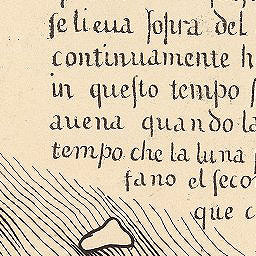 ſe lieua ſopra del
continuamente h
in queſto tempo ſ
auena quando la
tempo che la luna
fano el ſeco
que c